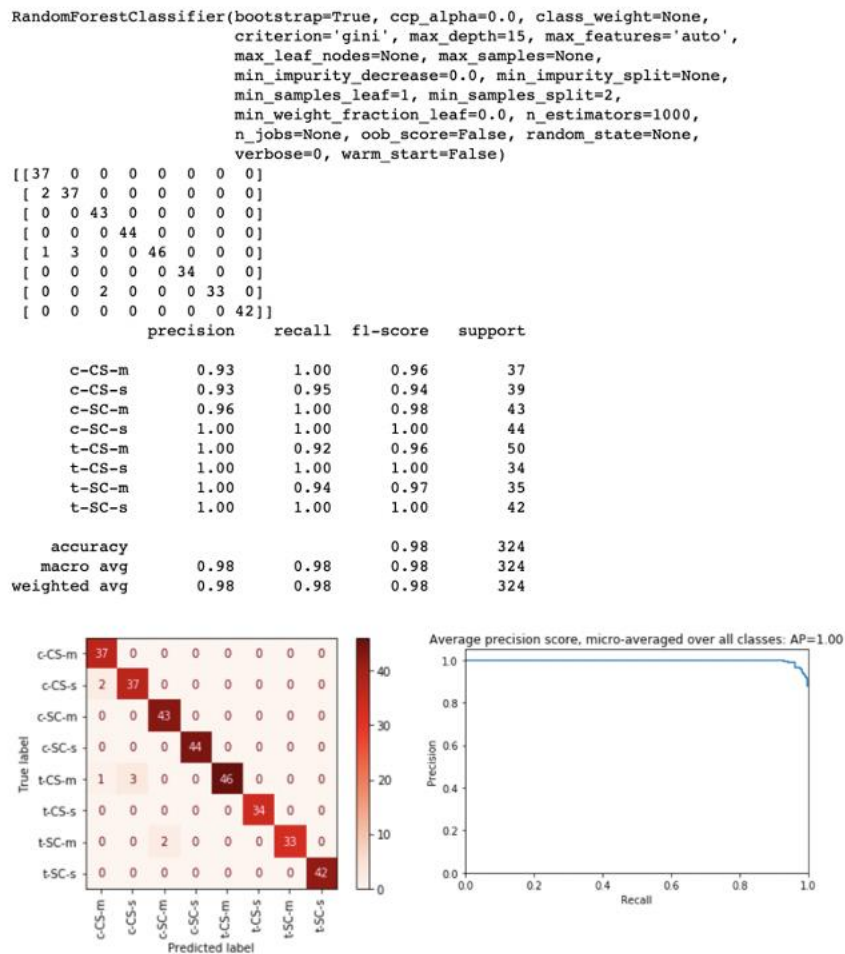 RandomForestClassifier(bootstrap=True, ccp_alpha=0.0, class_weight=None,
criterion='gini', max_depth=15, max_features='auto',
max_leaf_nodes=None, max_samples=None,
min_impurity_decrease=0.0, min_impurity_split=None,
min_samples_leaf=1, min_samples_split=2,
min_weight_fraction_leaf=0.0, n_estimators=1000,
n_jobs=None, oob_score=False, random_state=None,
verbose=0, warm_start=False)
[[37 0 0 0 0 0 0 0]
[ 2 37 0 0 0 0 0 0]
[ 0 0 43 0 0 0 0 0]
[ 0 0 0 44 0 0 0 0]
[ 1 3 0 0 46 0 0 0]
[ 0 0 0 0 0 34 0 0]
[ 0 0 2 0 0 0 33 0]
[ 0 0 0 0 0 0 0 42]]
precision recall f1-score support
c-CS-m 0.93 1.00 0.96 37
c-CS-s 0.93 0.95 0.94 39
c-SC-m 0.96 1.00 0.98 43
c-SC-s 1.00 1.00 1.00 44
t-CS-m 1.00 0.92 0.96 50
t-CS-s 1.00 1.00 1.00 34
t-SC-m 1.00 0.94 0.97 35
t-SC-s 1.00 1.00 1.00 42
accuracy 0.98 324
macro avg 0.98 0.98 0.98 324
weighted avg 0.98 0.98 0.98 324
True label
c-CS-m 37 0 0 0 0 0 0 0
c-CS-s 2 37 0 0 0 0 0 0
c-SC-m 0 0 43 0 0 0 0 0
c-SC-s 0 0 0 44 0 0 0 0
t-CS-m 1 3 0 0 46 0 0 0
t-CS-s 0 0 0 0 0 34 0 0
t-SC-m 0 0 2 0 0 0 33 0
t-SC-s 0 0 0 0 0 0 0 42
c-CS-m c-CS-s c-SC-m c-SC-s t-CS-m t-CS-s t-SC-m t-SC-s
Predicted label
40
30
20
10
0
Average precision score, micro-averaged over all classes: AP=1.00
Precision
1.0
0.8
0.6
0.4
0.2
0.0
0.0 0.2 0.4 0.6 0.8 1.0
Recall